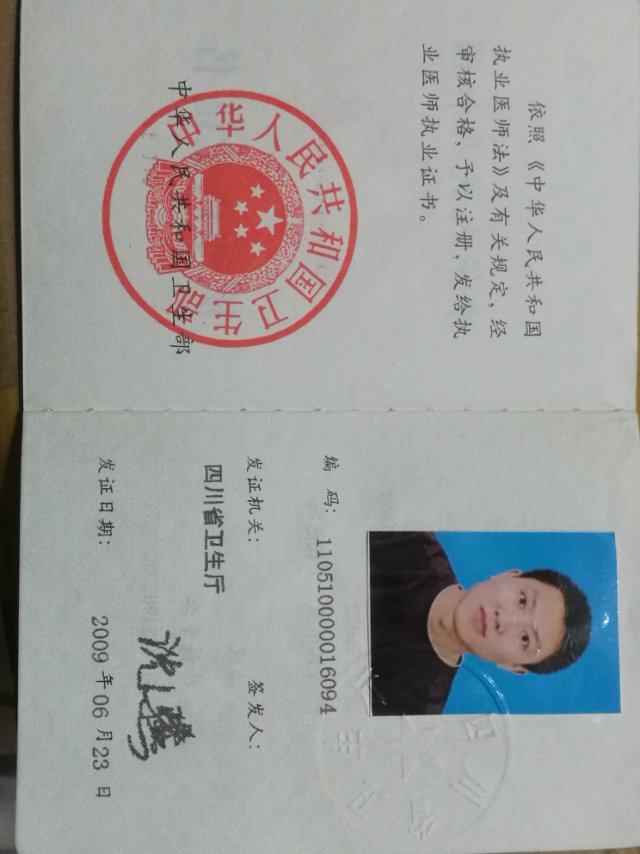 依照《中华人民共和国
执业医师法》及有关规定，经
审核合格，予以注册，发给执
业医师执业证书。
中华人民共和国卫生部
中华人民共和国卫生部
编 码：110510000016094
发证机关：
四川省卫生厅
签发人：
发证日期： 2009 年 06 月 23 日